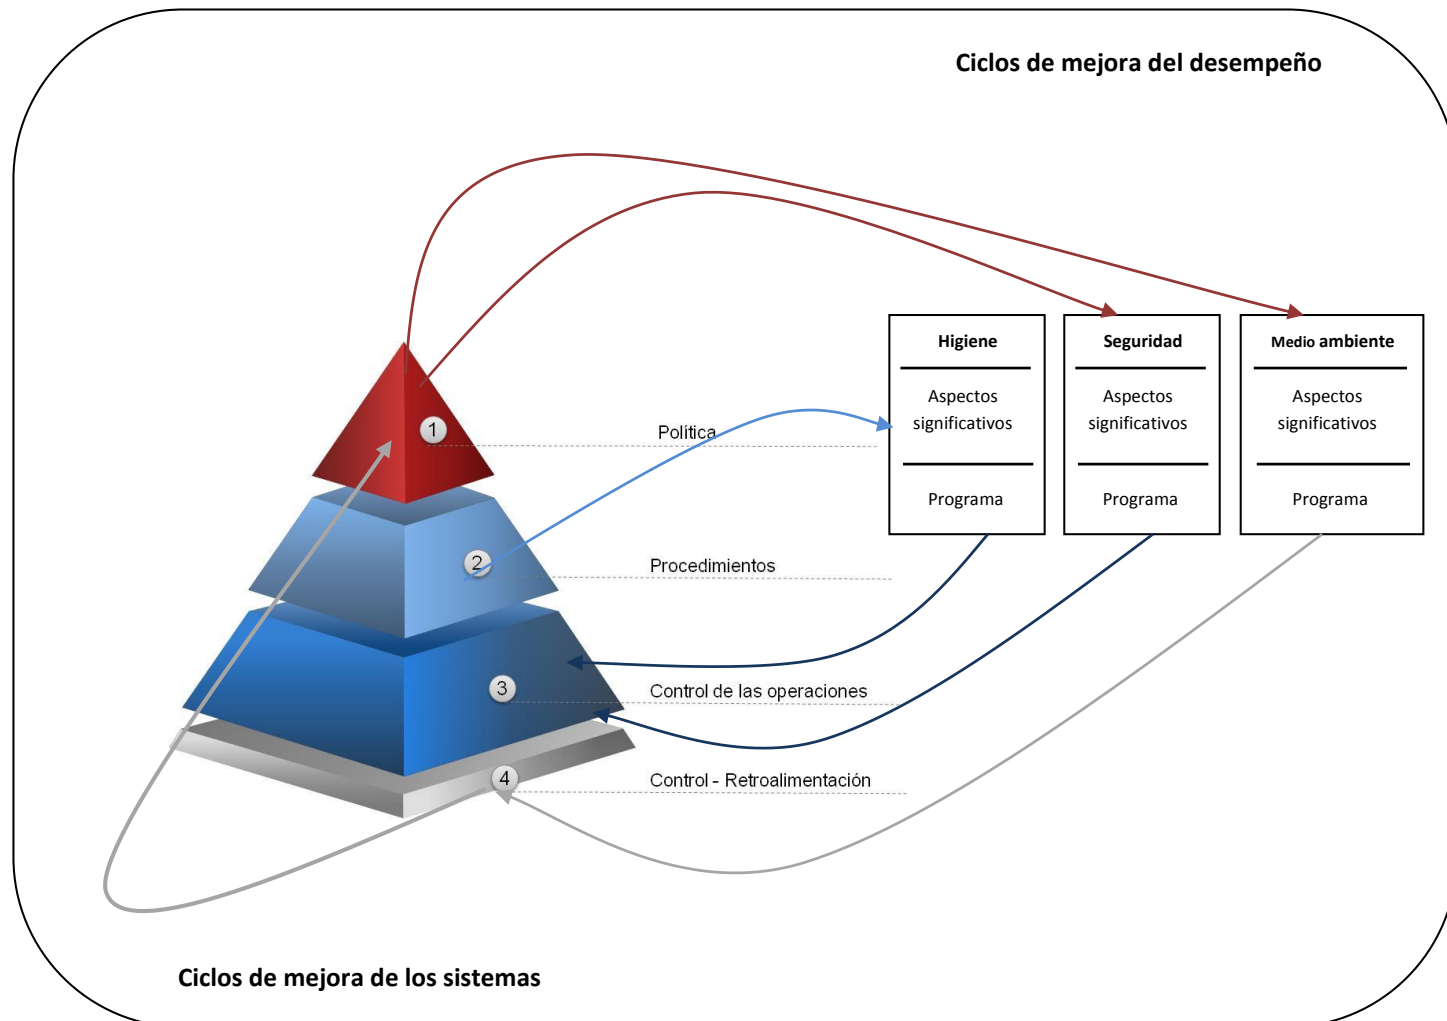 Ciclos de mejora del desempeño
Higiene
Aspectos
significativos
Programa
Seguridad
Aspectos
significativos
Programa
Medio ambiente
Aspectos
significativos
Programa
1
Política
2
Procedimientos
3
Control de las operaciones
4
Control - Retroalimentación
Ciclos de mejora de los sistemas